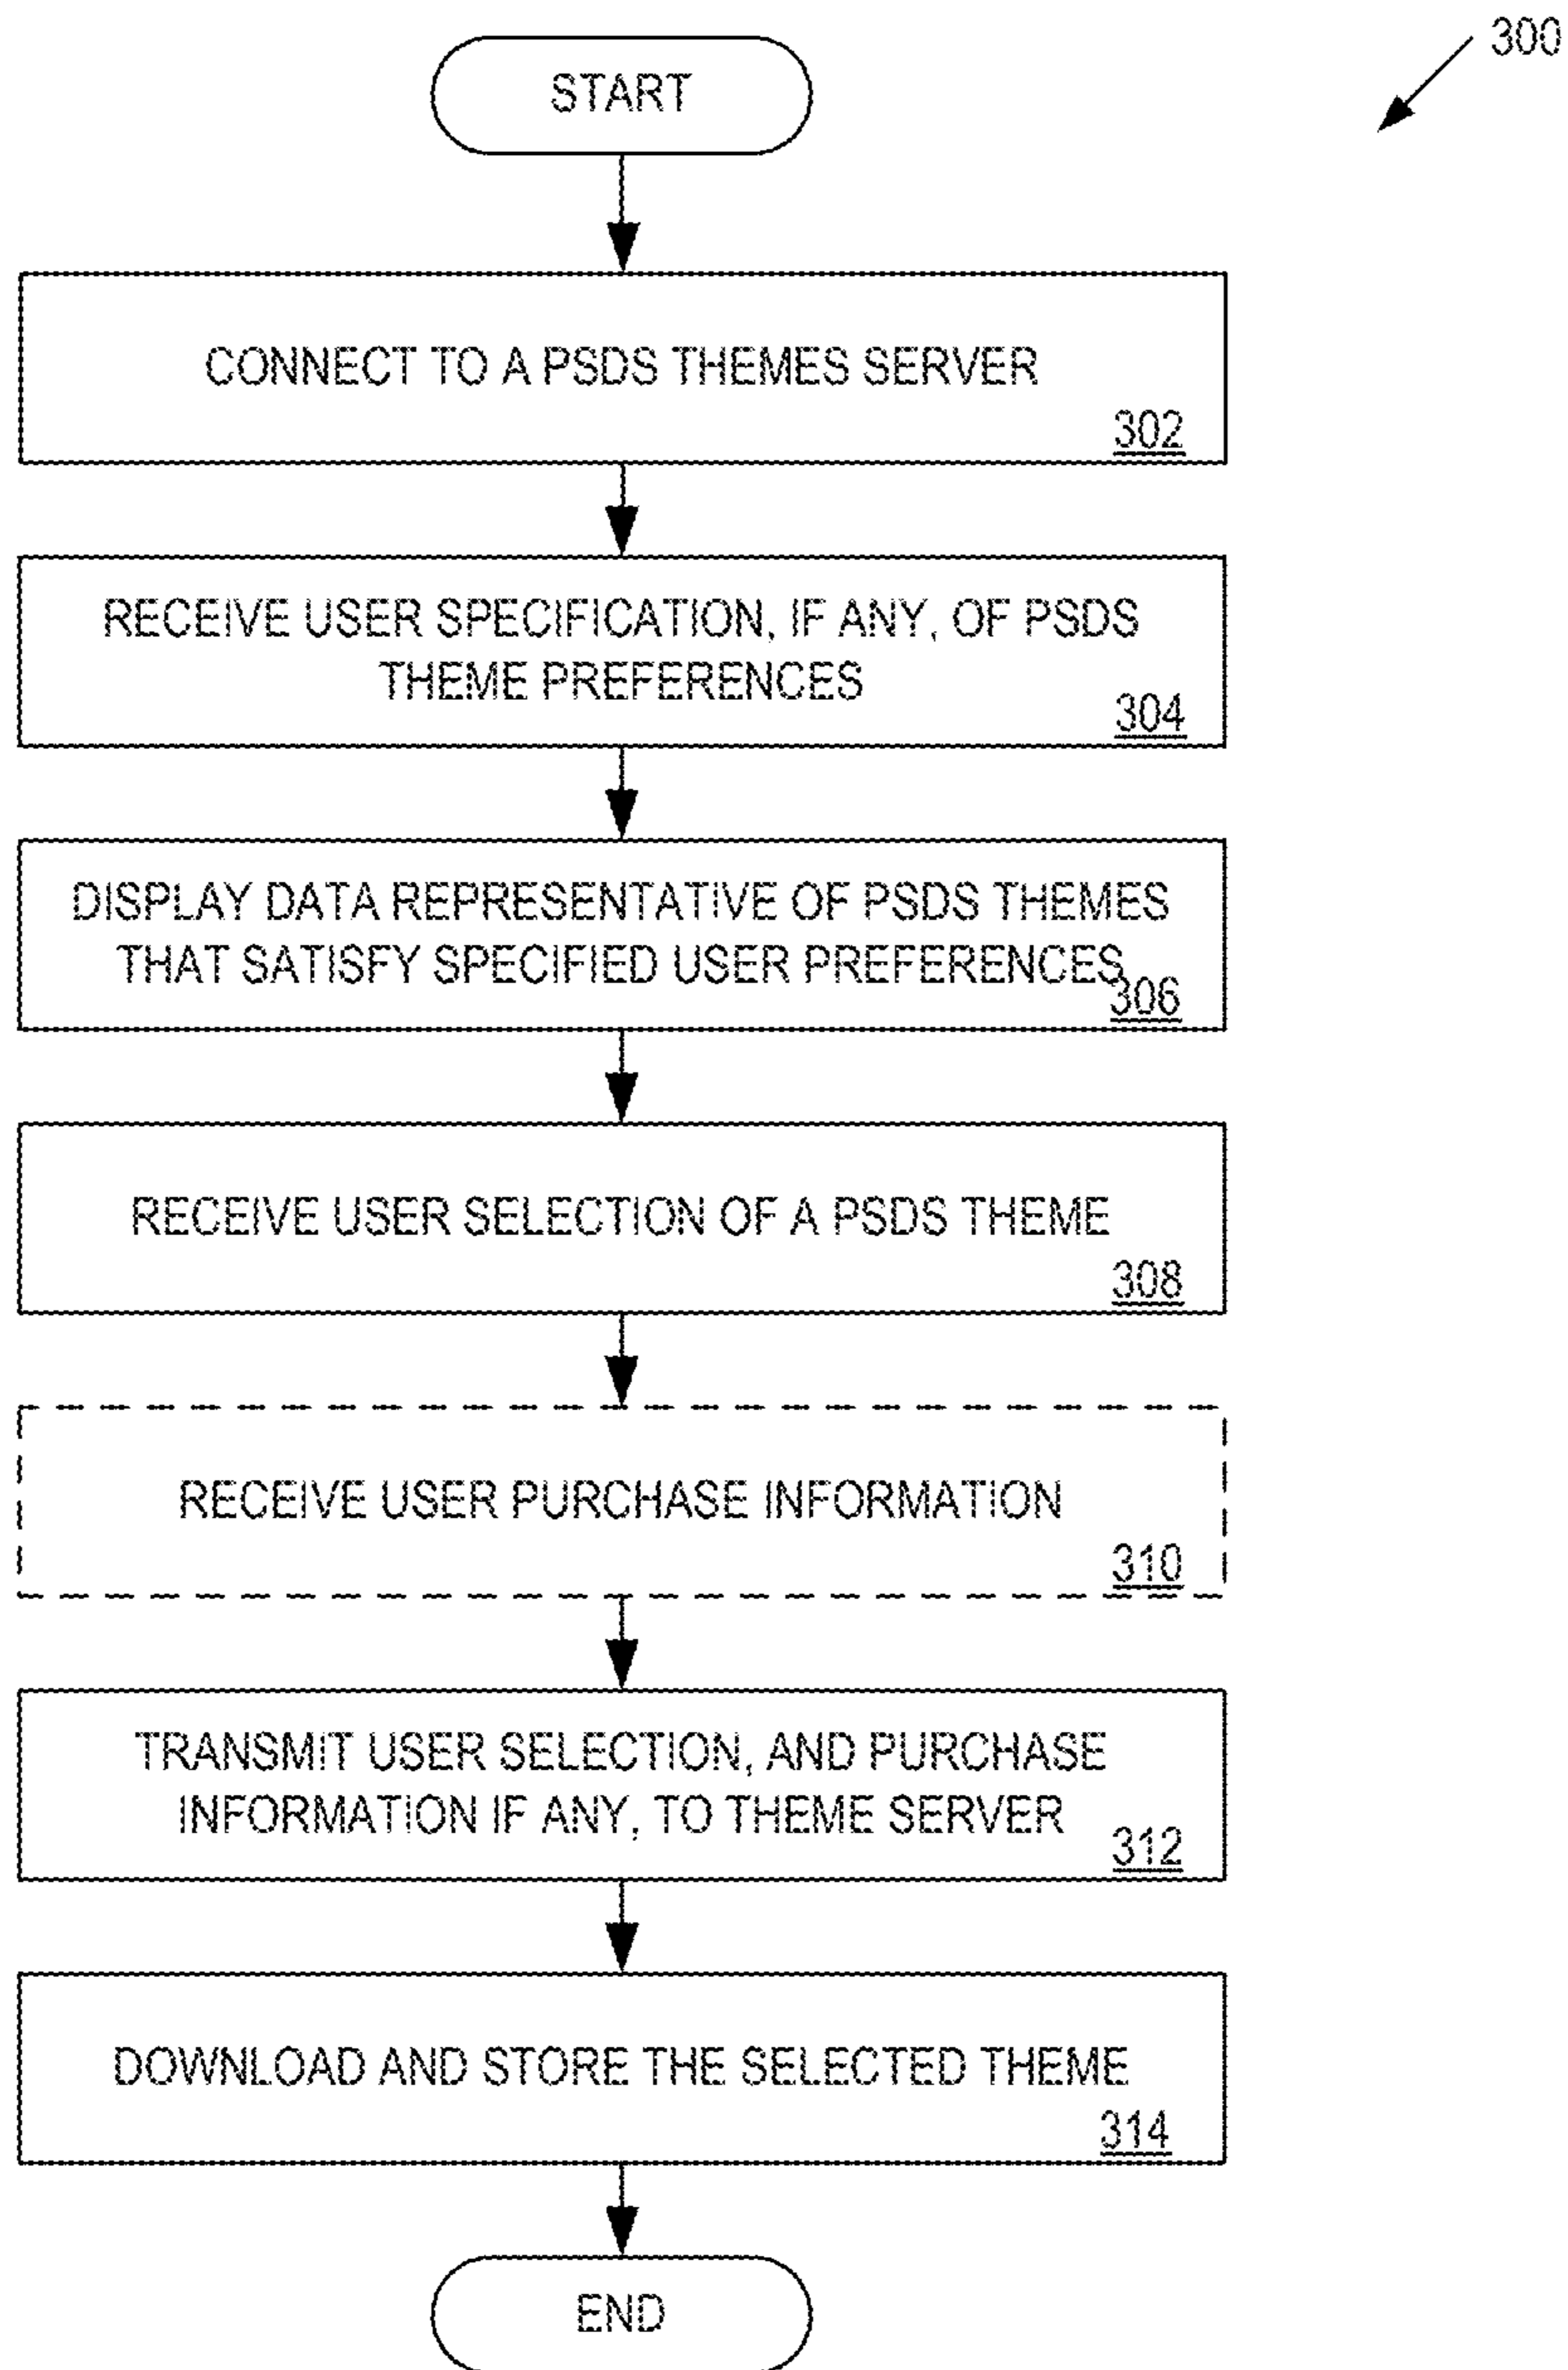 300
START
CONNECT TO A PSDS THEMES SERVER
302
RECEIVE USER SPECIFICATION, IF ANY, OF PSDS
THEME PREFERENCES
304
DISPLAY DATA REPRESENTATIVE OF PSDS THEMES
THAT SATISFY SPECIFIED USER PREFERENCES
306
RECEIVE USER SELECTION OF A PSDS THEME
308
RECEIVE USER PURCHASE INFORMATION
310
TRANSMIT USER SELECTION, AND PURCHASE
INFORMATION IF ANY, TO THEME SERVER
312
DOWNLOAD AND STORE THE SELECTED THEME
314
END